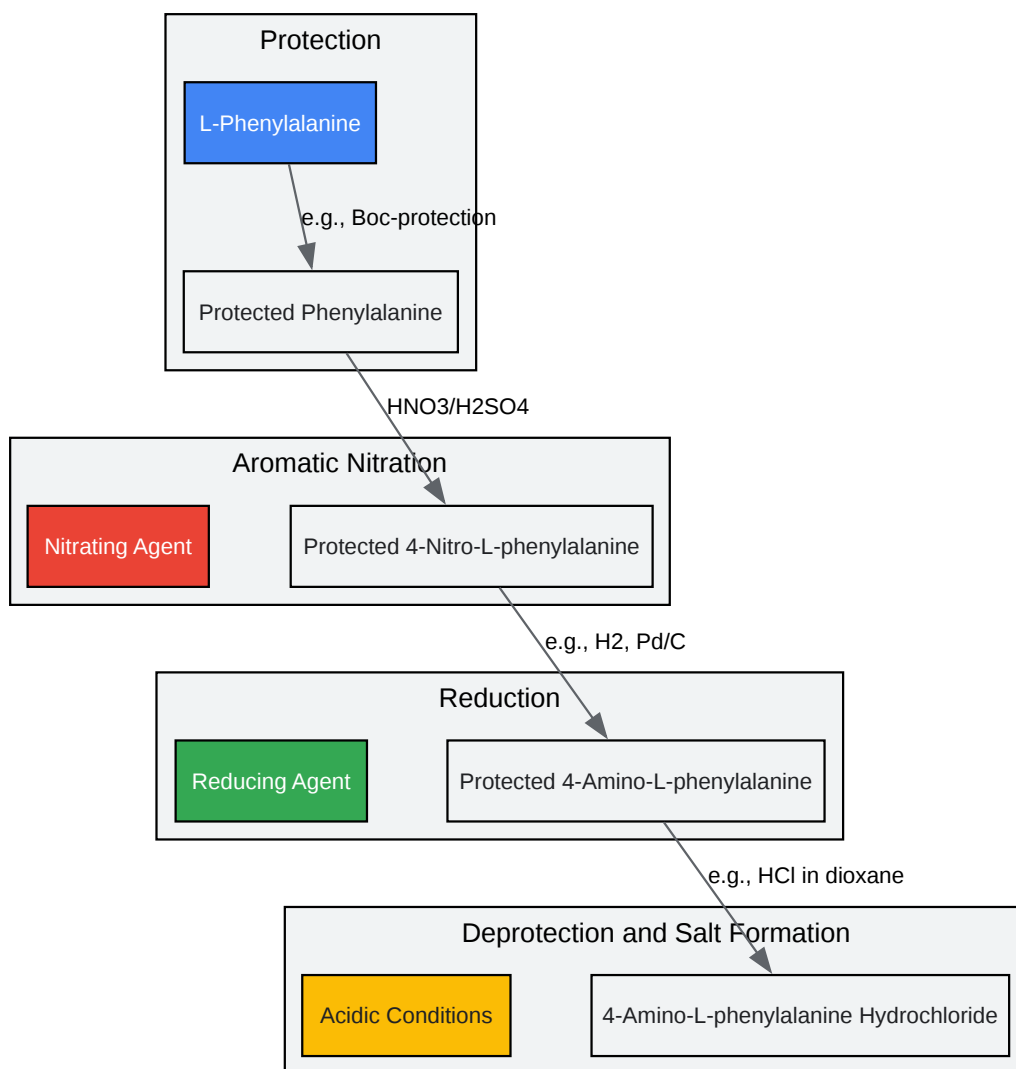 Protection
L-Phenylalanine
e.g., Boc-protection
Protected Phenylalanine
HNO3/H2SO4
Aromatic Nitration
Nitrating Agent
Protected 4-Nitro-L-phenylalanine
e.g., H2, Pd/C
Reduction
Reducing Agent
Protected 4-Amino-L-phenylalanine
e.g., HCl in dioxane
Deprotection and Salt Formation
Acidic Conditions
4-Amino-L-phenylalanine Hydrochloride